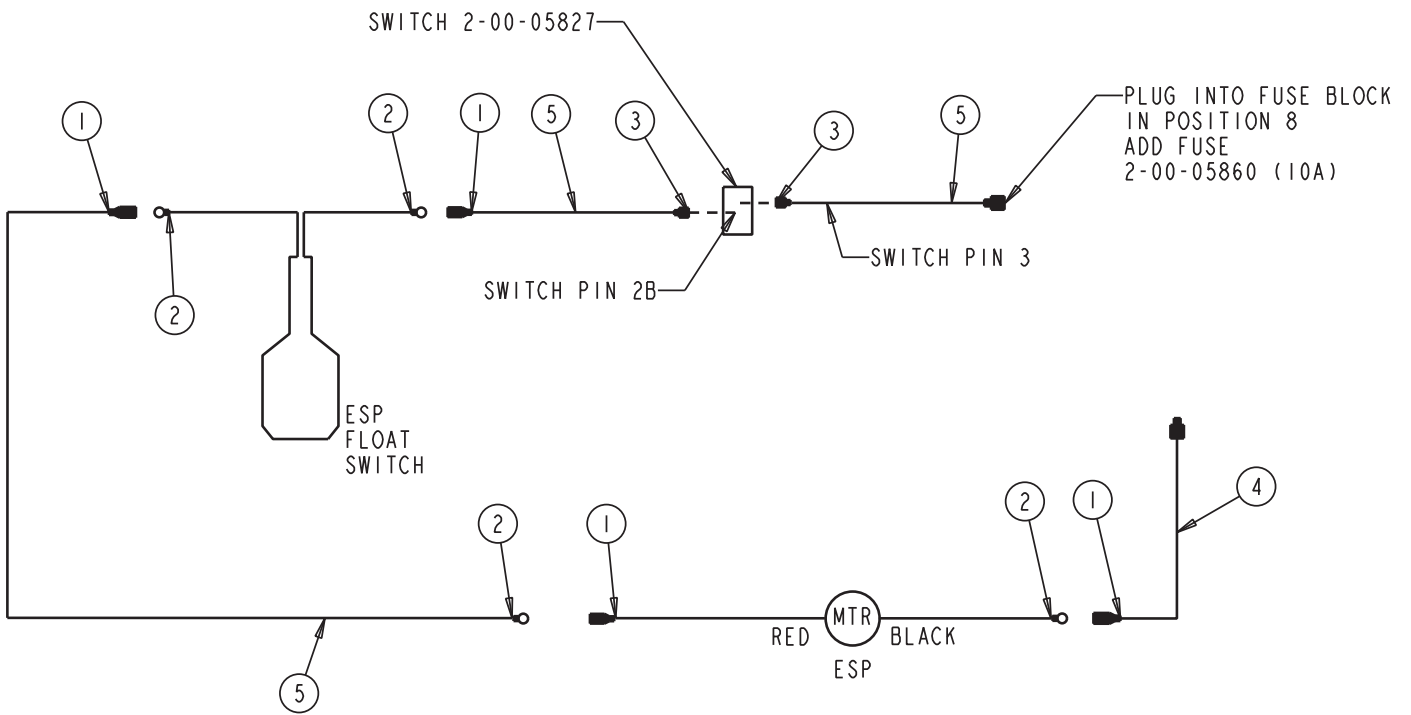 SWITCH 2-00-05827
PLUG INTO FUSE BLOCK
IN POSITION 8
ADD FUSE
2-00-05860 (10A)
1
2
1
5
3
3
5
SWITCH PIN 3
SWITCH PIN 2B
2
ESP
FLOAT
SWITCH
2
1
2
1
4
MTR
RED
BLACK
ESP
5